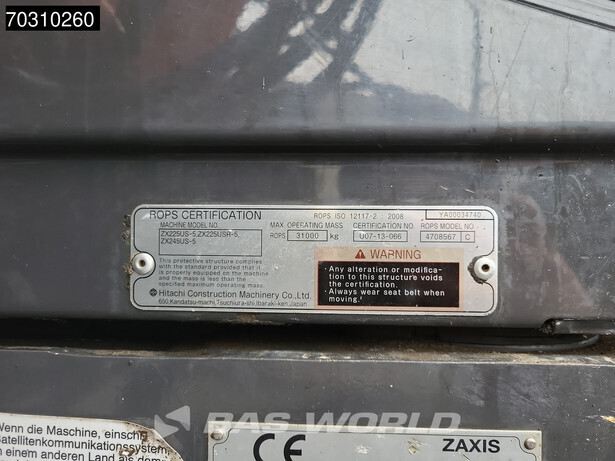 70310260
ROPS CERTIFICATION
ROPS ISO 12117-2 : 2008
YA00034740
MACHINE MODEL NO.
MAX OPERATING MASS
CERTIFICATION NO.
ROPS MODEL NO.
ZX225US-5,ZX225USR-5,
ZX245US-5
ROPS 31000 kg
U07-13-066
4708567 C
This protective structure complies
with the standard provided that it
is properly equipped on the machine
and the mass is less than the
specified maximum operating mass.
Hitachi Construction Machinery Co.,Ltd.
650,Kandatsu-machi,Tsuchiura-shi,Ibaraki-ken,Japan
WARNING
· Any alteration or modifica-
tion to this structure voids
the certification.
· Always wear seat belt when
moving.
Wenn die Maschine, einschl
Satellitenkommunikationssystem,
in einem anderen Land als dem
BAS WORLD
CE
ZAXIS